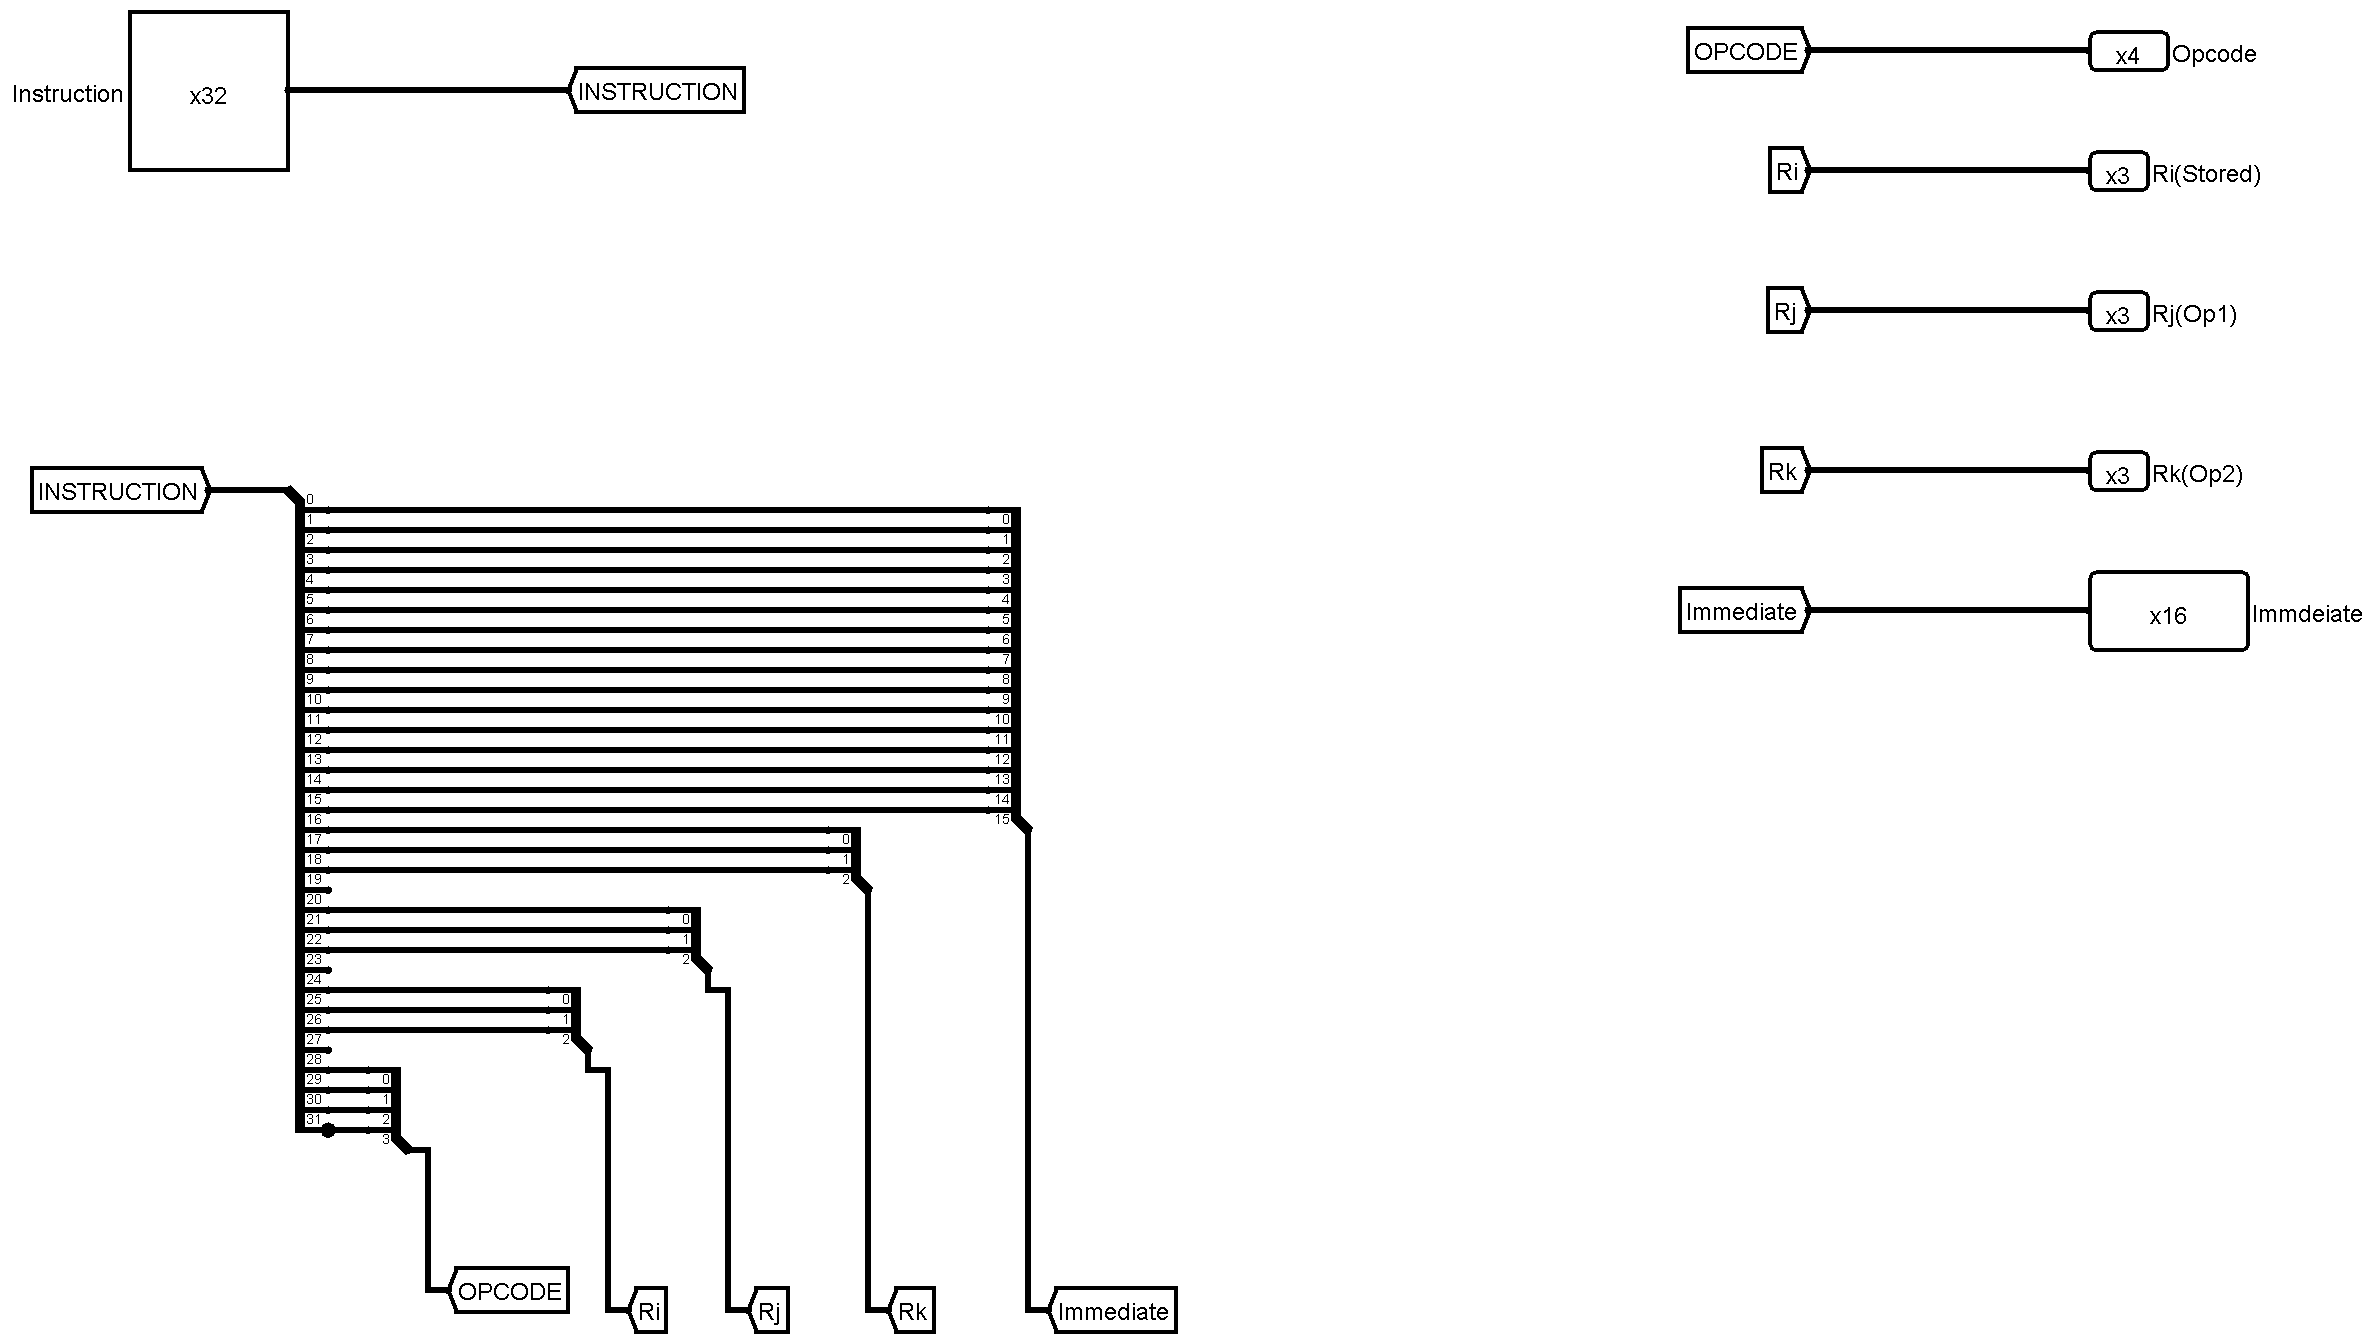 Instruction
x32
INSTRUCTION
OPCODE
x4
Opcode
Ri
x3
Ri(Stored)
Rj
x3
Rj(Op1)
Rk
x3
Rk(Op2)
Immediate
x16
Immdeiate
INSTRUCTION
0
1
2
3
4
5
6
7
8
9
10
11
12
13
14
15
16
17
18
19
20
21
22
23
24
25
26
27
28
29
30
31
0
1
2
3
4
5
6
7
8
9
10
11
12
13
14
15
0
1
2
0
1
2
0
1
2
0
1
2
3
OPCODE
Ri
Rj
Rk
Immediate